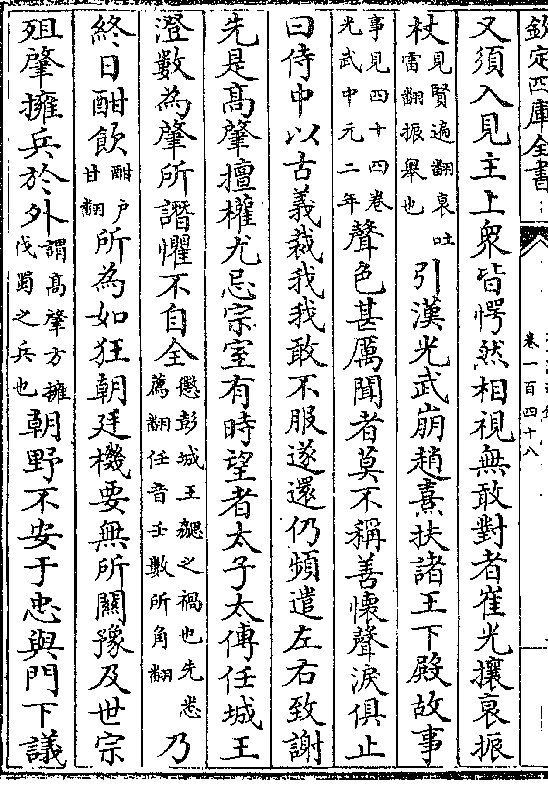 欽定四庫全書
卷一百四十八
又須入見主上衆皆愕然相視無敢對者崔光攘衰振
杖見賢遍翻衰吐雷翻振舉也引漢光武崩趙熹扶諸王下殿故事
事見四十四卷光武中元二年聲色甚厲聞者莫不稱善懷聲淚俱止
曰侍中以古義裁我我敢不服遂還仍頻遣左右致謝
先是髙肇擅權尤忌宗室有時望者太子太傅任城王
澄數為肇所譖懼不自全懲彭城王勰之禍也先悉薦翻任音壬數所角翻乃
終日酣飲酣戶甘翻所為如狂朝廷機要無所關豫及世宗
殂肇擁兵於外謂髙肇方擁伐蜀之兵也朝野不安于忠與門下議